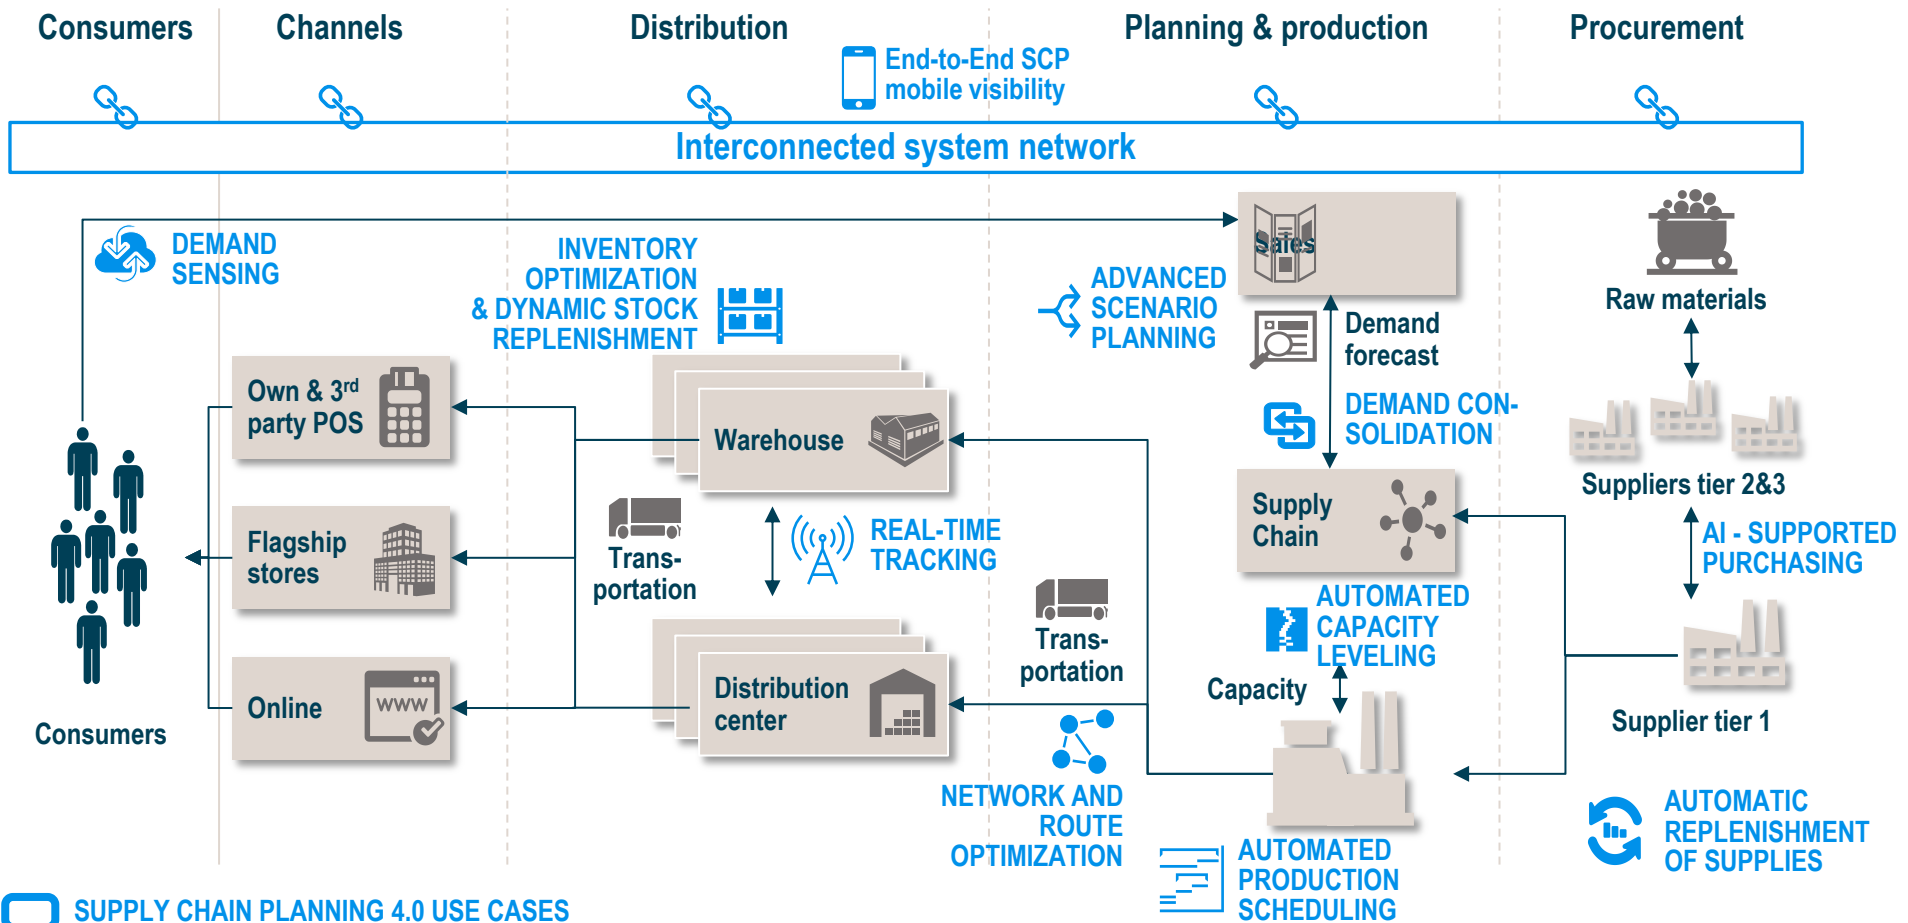 Consumers
Channels
Distribution
Planning & production
Procurement
End-to-End SCP
mobile visibility
Interconnected system network
DEMAND
SENSING
INVENTORY
OPTIMIZATION
& DYNAMIC STOCK
REPLENISHMENT
ADVANCED
SCENARIO
PLANNING
Sales
Demand
forecast
DEMAND CON-
SOLIDATION
Raw materials
Suppliers tier 2&3
AI - SUPPORTED
PURCHASING
Supplier tier 1
AUTOMATIC
REPLENISHMENT
OF SUPPLIES
Own & 3rd
party POS
Flagship
stores
Online
WWW
Consumers
Warehouse
Trans-
portation
REAL-TIME
TRACKING
Distribution
center
Trans-
portation
NETWORK AND
ROUTE
OPTIMIZATION
Supply
Chain
AUTOMATED
CAPACITY
LEVELING
Capacity
AUTOMATED
PRODUCTION
SCHEDULING
SUPPLY CHAIN PLANNING 4.0 USE CASES